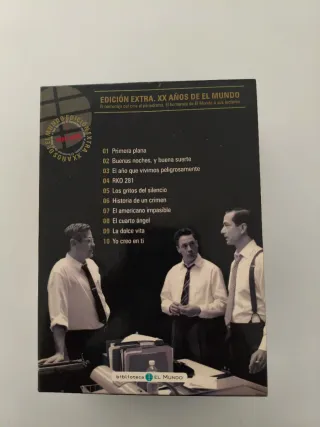 EDICIÓN EXTRA. XX AÑOS DE EL MUNDO
El
01 Primera plana
02 Buenas noches, y buena suerte
03 El año que vivimos peligrosamente
04 RKO 281
05 Los gritos del silencio
06 Historia de un crimen
07 El americano impasible
08 El cuarto ángel
09 La dolce vita
10 Yo creo en ti
biblioteca EL MUNDO